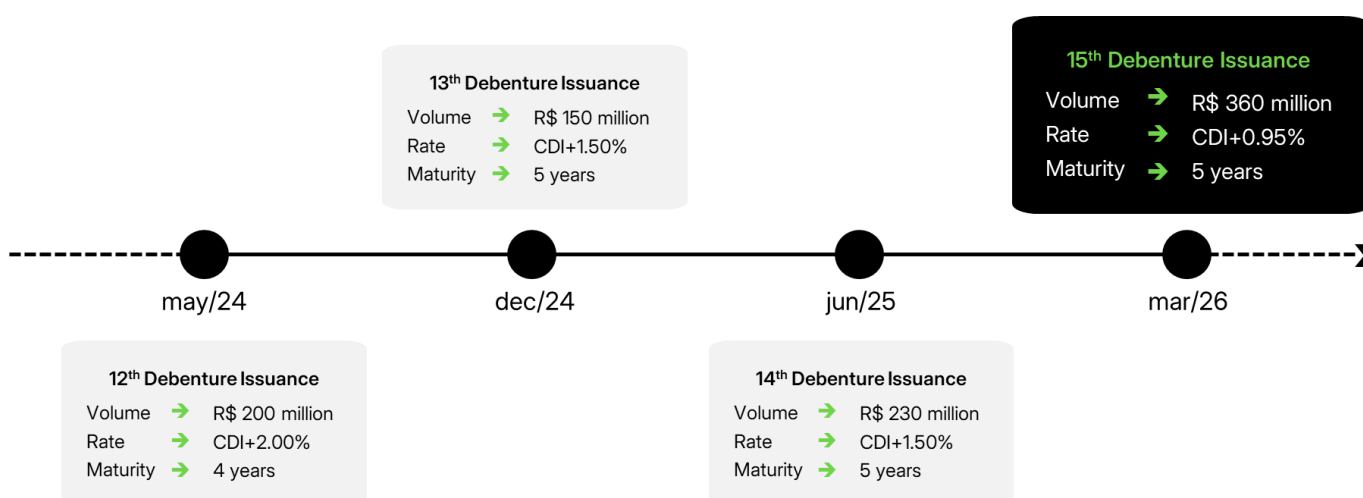 13th Debenture Issuance
Volume → R$ 150 million
Rate → CDI+1.50%
Maturity → 5 years
15th Debenture Issuance
Volume → R$ 360 million
Rate → CDI+0.95%
Maturity → 5 years
may/24
dec/24
jun/25
mar/26
12th Debenture Issuance
Volume → R$ 200 million
Rate → CDI+2.00%
Maturity → 4 years
14th Debenture Issuance
Volume → R$ 230 million
Rate → CDI+1.50%
Maturity → 5 years